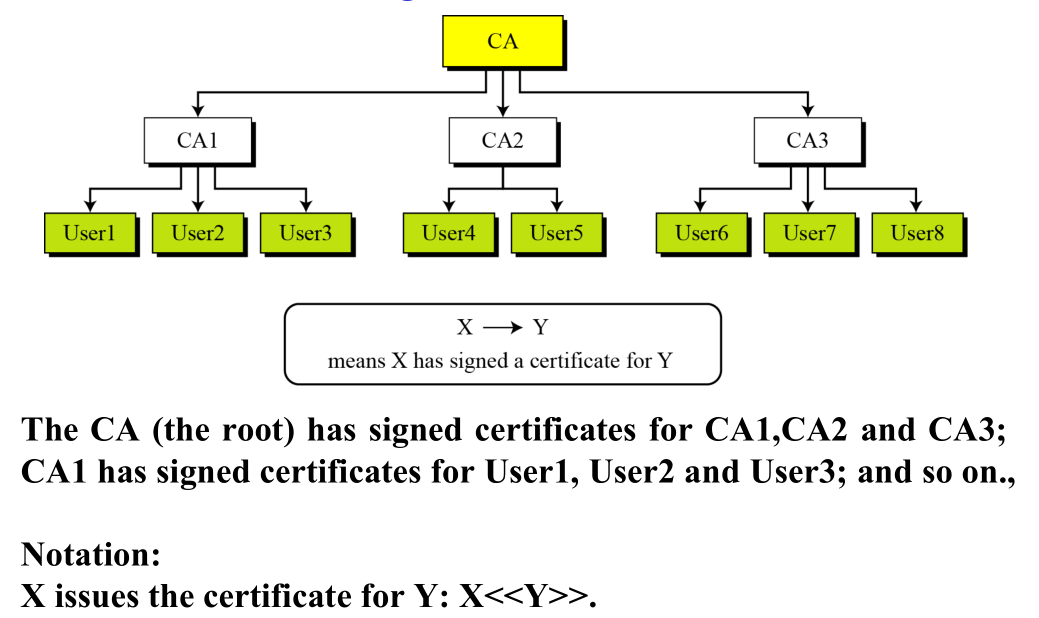 CA
CA1 CA2 CA3
User1 User2 User3 User4 User5 User6 User7 User8
X → Y
means X has signed a certificate for Y
The CA (the root) has signed certificates for CA1,CA2 and CA3;
CA1 has signed certificates for User1, User2 and User3; and so on.,
Notation:
X issues the certificate for Y: X<<Y>>.